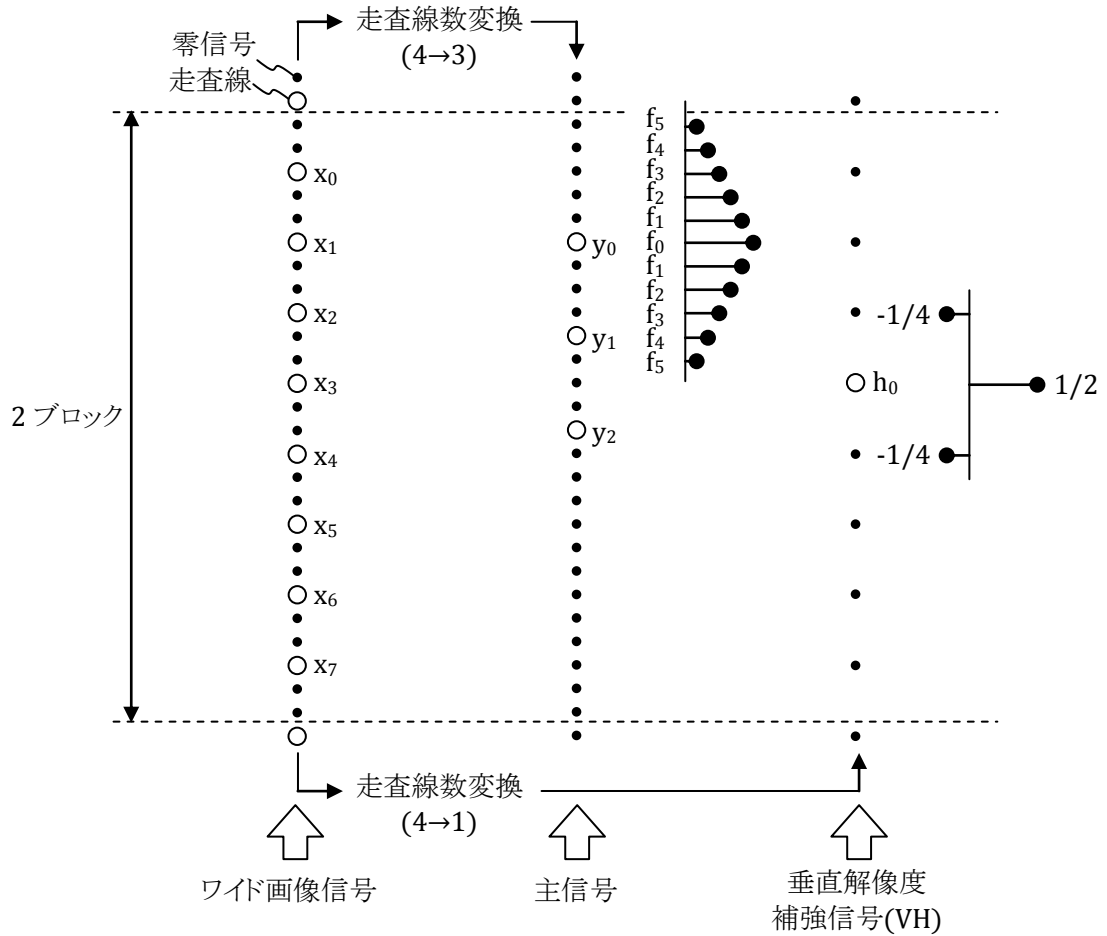 走査線数変換
(4→3)
零信号
走査線
x₀
x₁
x₂
x₃
x₄
x₅
x₆
x₇
2 ブロック
y₀
y₁
y₂
f₅
f₄
f₃
f₂
f₁
f₀
f₁
f₂
f₃
f₄
f₅
-1/4
h₀
1/2
-1/4
走査線数変換
(4→1)
ワイド画像信号
主信号
垂直解像度
補強信号(VH)